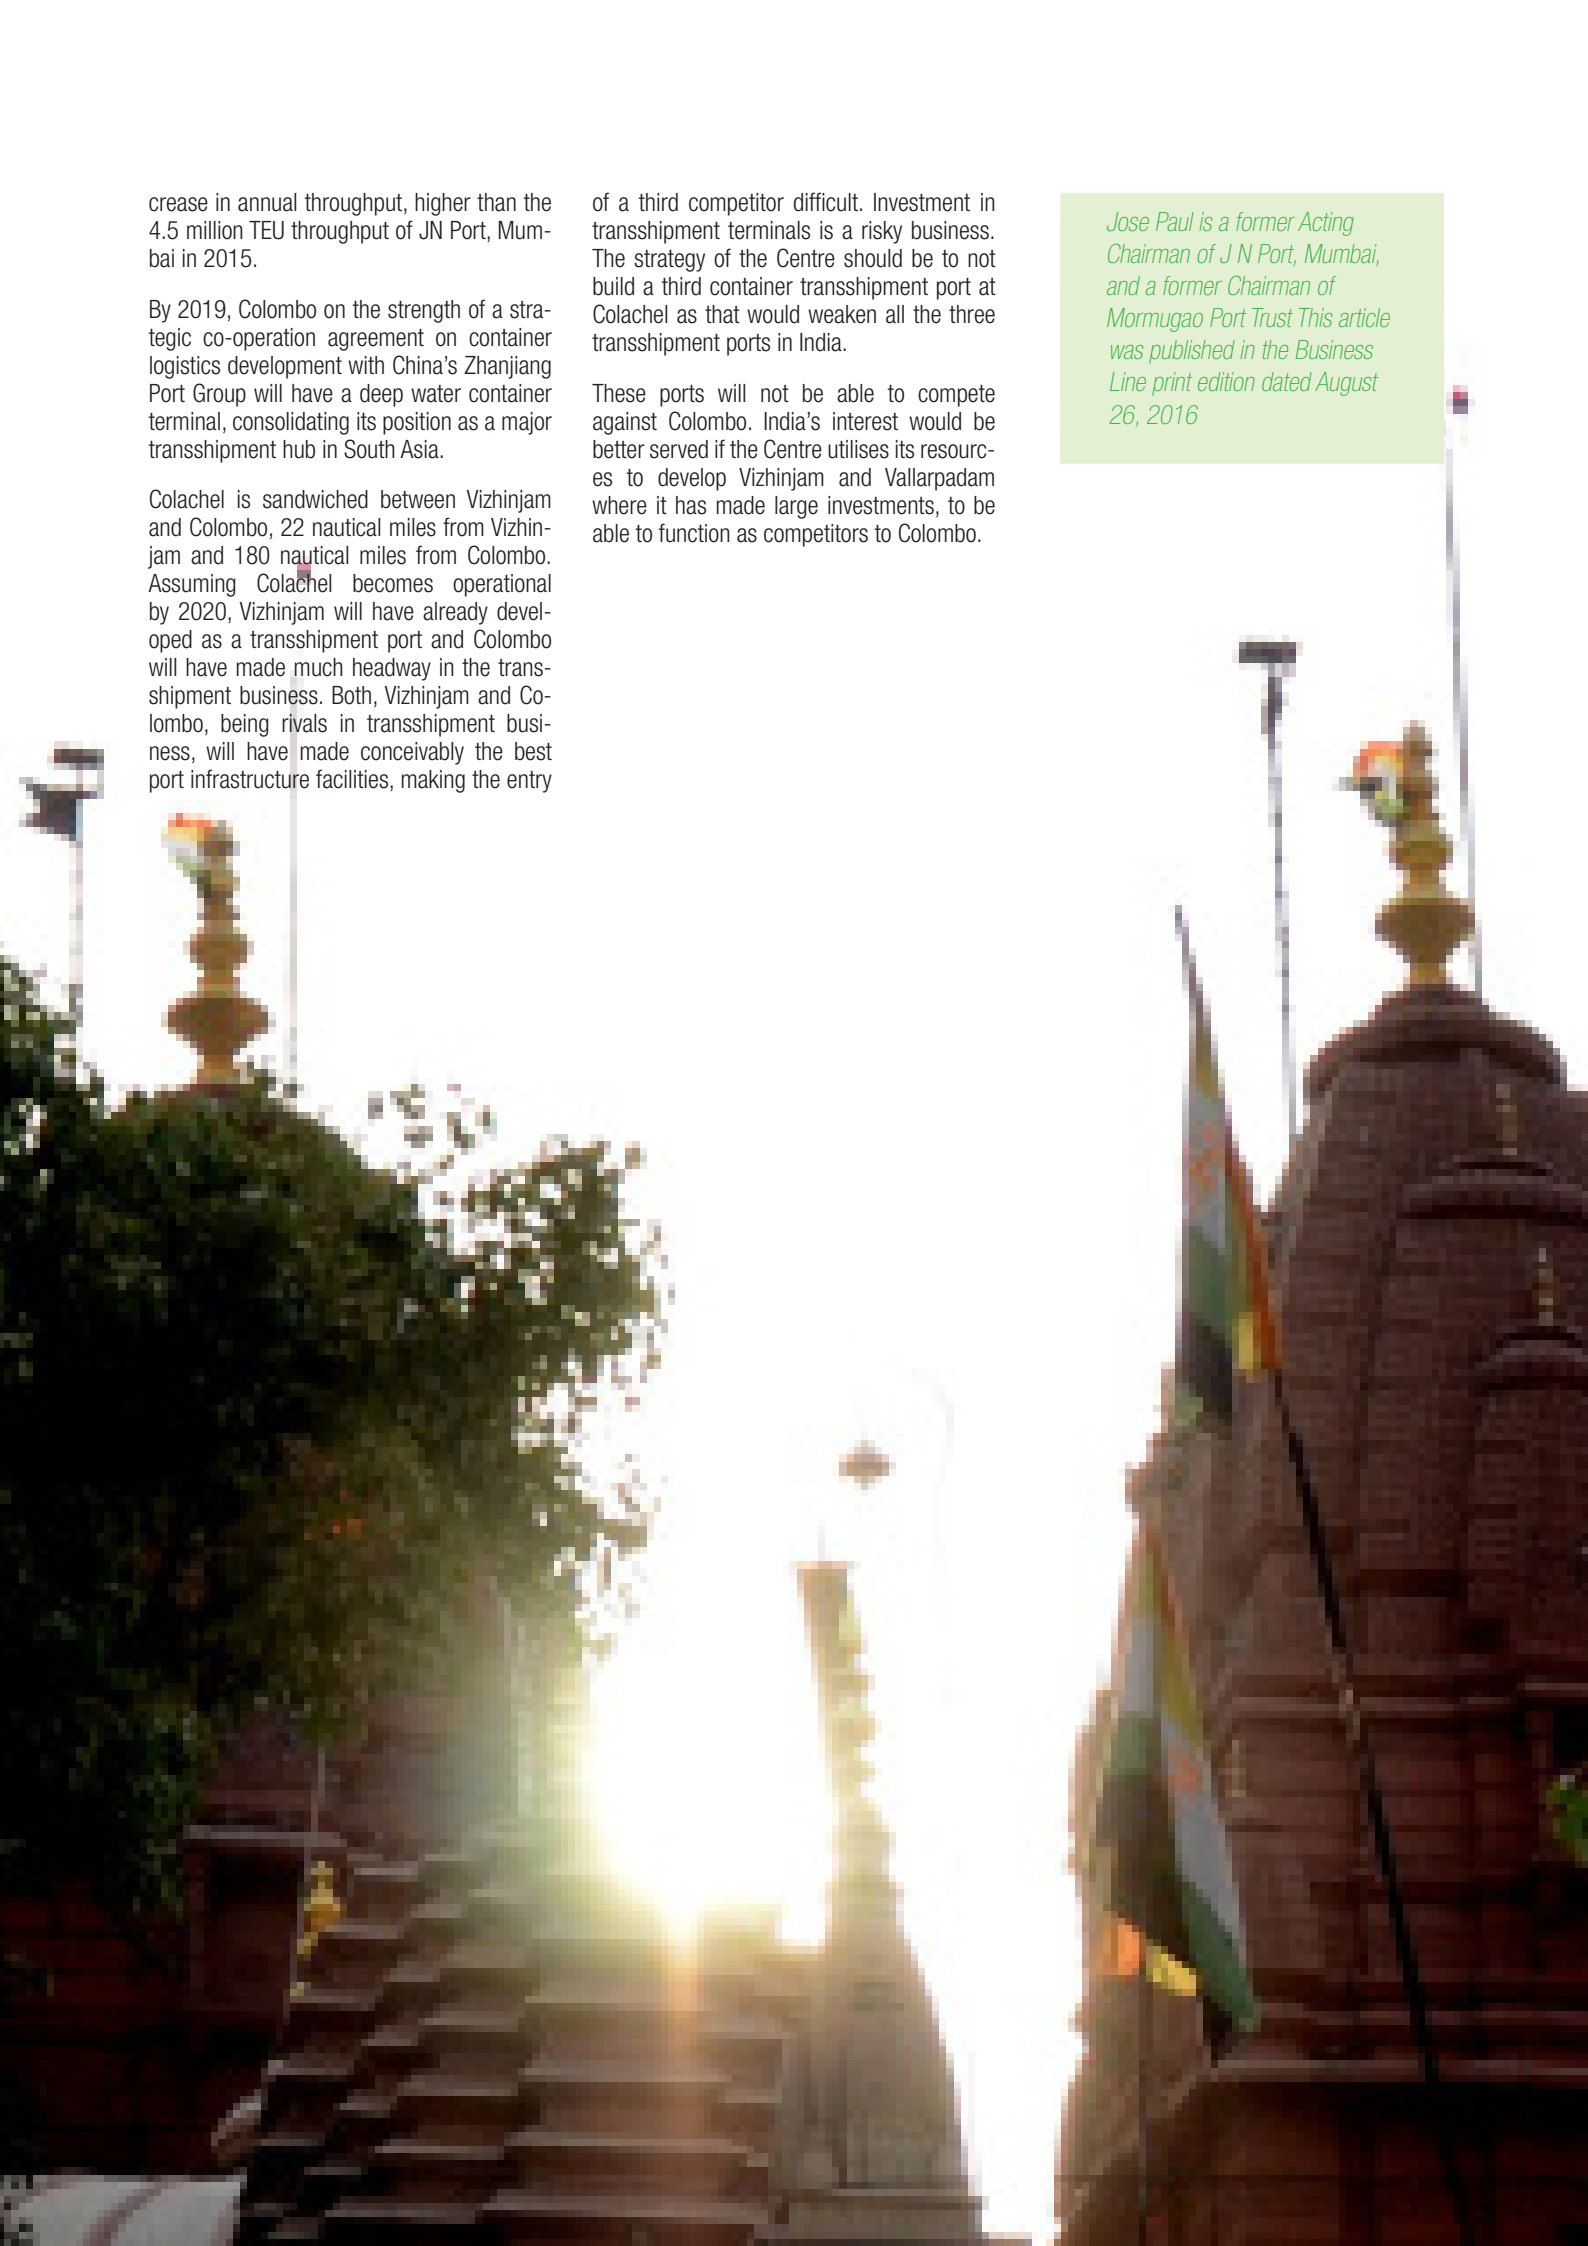 crease in annual throughput, higher than the
4.5 million TEU throughput of JN Port, Mum-
bai in 2015.
By 2019, Colombo on the strength of a stra-
tegic co-operation agreement on container
logistics development with China's Zhanjiang
Port Group will have a deep water container
terminal, consolidating its position as a major
transshipment hub in South Asia.
Colachel is sandwiched between Vizhinjam
and Colombo, 22 nautical miles from Vizhin-
jam and 180 nautical miles from Colombo.
Assuming Colachel becomes operational
by 2020, Vizhinjam will have already devel-
oped as a transshipment port and Colombo
will have made much headway in the trans-
shipment business. Both, Vizhinjam and Co-
lombo, being rivals in transshipment busi-
ness, will have made conceivably the best
port infrastructure facilities, making the entry
of a third competitor difficult. Investment in
transshipment terminals is a risky business.
The strategy of the Centre should be to not
build a third container transshipment port at
Colachel as that would weaken all the three
transshipment ports in India.
These ports will not be able to compete
against Colombo. India's interest would be
better served if the Centre utilises its resourc-
es to develop Vizhinjam and Vallarpadam
where it has made large investments, to be
able to function as competitors to Colombo.
Jose Paul is a former Acting
Chairman of J N Port, Mumbai,
and a former Chairman of
Mormugao Port Trust This article
was published in the Business
Line print edition dated August
26, 2016